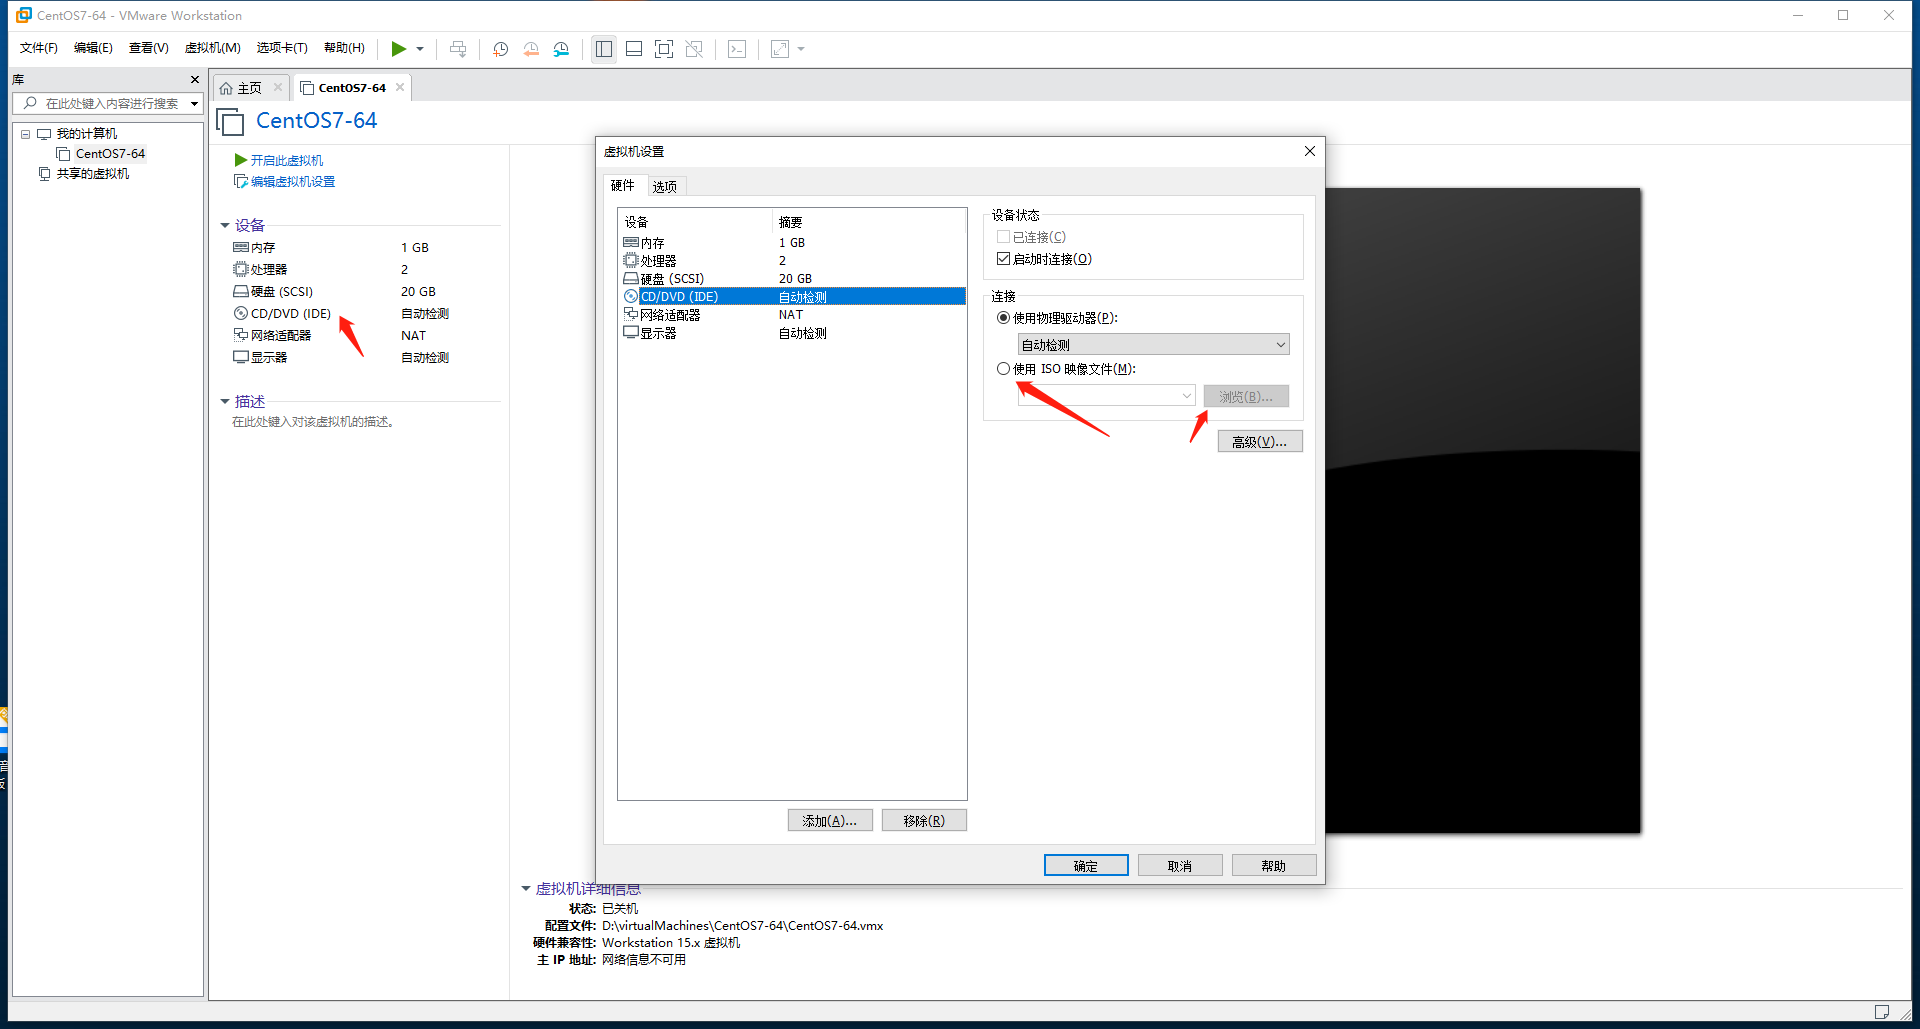 CentOS7-64 - VMware Workstation
文件(F) 编辑(E) 查看(V) 虚拟机(M) 选项卡(T) 帮助(H)
库
在此处键入内容进行搜索
我的计算机
CentOS7-64
共享的虚拟机
主页
CentOS7-64
CentOS7-64
开启此虚拟机
编辑虚拟机设置
设备
内存 1 GB
处理器 2
硬盘 (SCSI) 20 GB
CD/DVD (IDE) 自动检测
网络适配器 NAT
显示器 自动检测
描述
在此处键入对该虚拟机的描述。
虚拟机设置
硬件 选项
设备 摘要
内存 1 GB
处理器 2
硬盘 (SCSI) 20 GB
CD/DVD (IDE) 自动检测
网络适配器 NAT
显示器 自动检测
添加(A)... 移除(R)
设备状态
已连接(C)
启动时连接(O)
连接
使用物理驱动器(P):
自动检测
使用 ISO 映像文件(M):
浏览(B)...
高级(V)...
确定 取消 帮助
虚拟机详细信息
状态: 已关机
配置文件: D:\virtualMachines\CentOS7-64\CentOS7-64.vmx
硬件兼容性: Workstation 15.x 虚拟机
主 IP 地址: 网络信息不可用